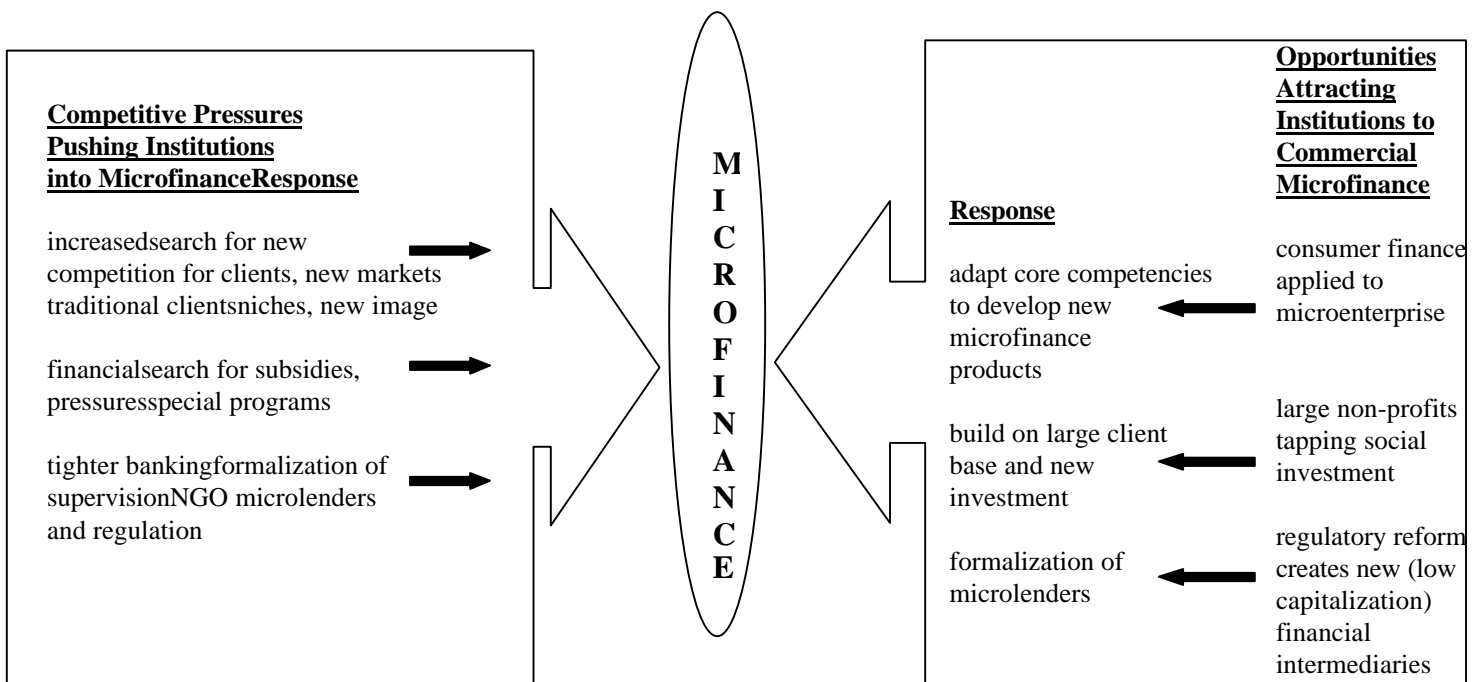 Competitive Pressures
Pushing Institutions
into MicrofinanceResponse
increasedsearch for new
competition for clients, new markets
traditional clientsniches, new image
financialsearch for subsidies,
pressuresspecial programs
tighter bankingformalization of
supervisionNGO microlenders
and regulation
MICROFINANCE
Response
adapt core competencies
to develop new
microfinance
products
build on large client
base and new
investment
formalization of
microlenders
Opportunities
Attracting
Institutions to
Commercial
Microfinance
consumer finance
applied to
microenterprise
large non-profits
tapping social
investment
regulatory reform
creates new (low
capitalization)
financial
intermediaries